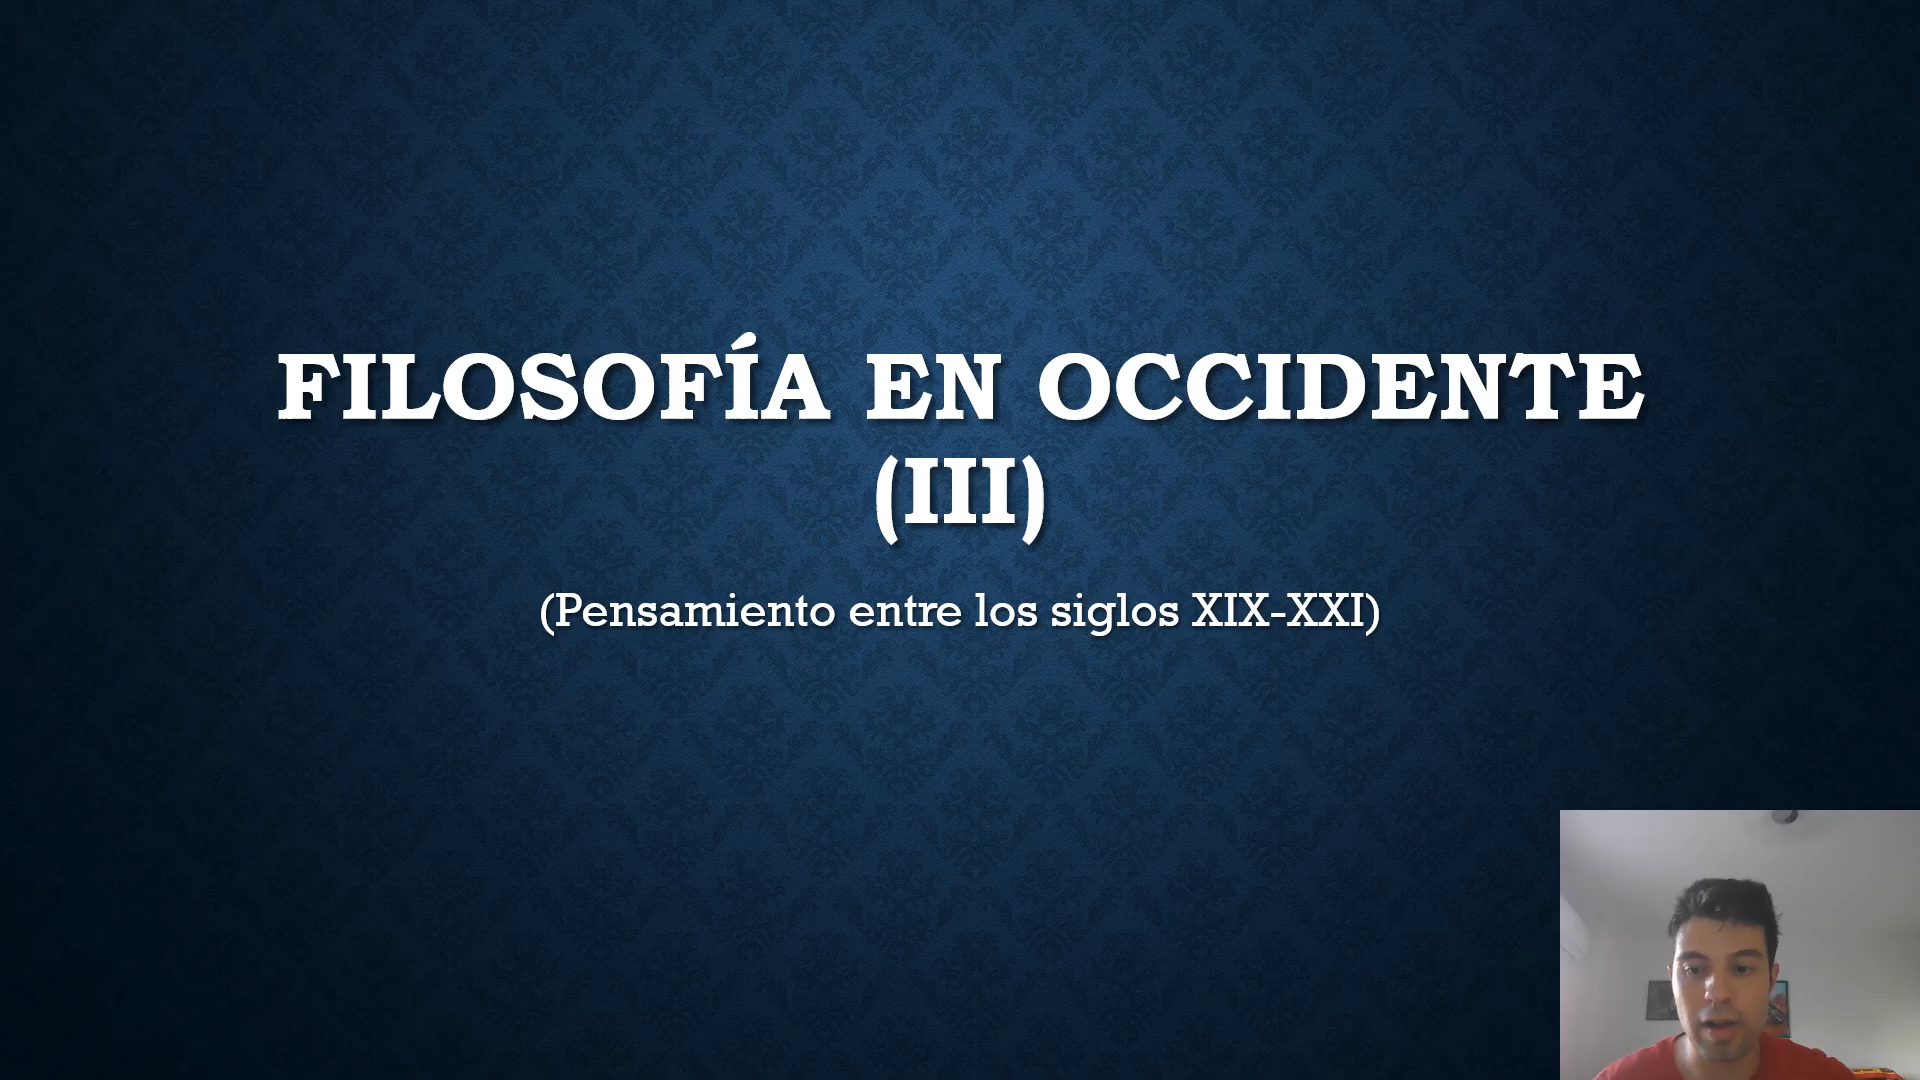 FILOSOFÍA EN OCCIDENTE
(III)
(Pensamiento entre los siglos XIX-XXI)